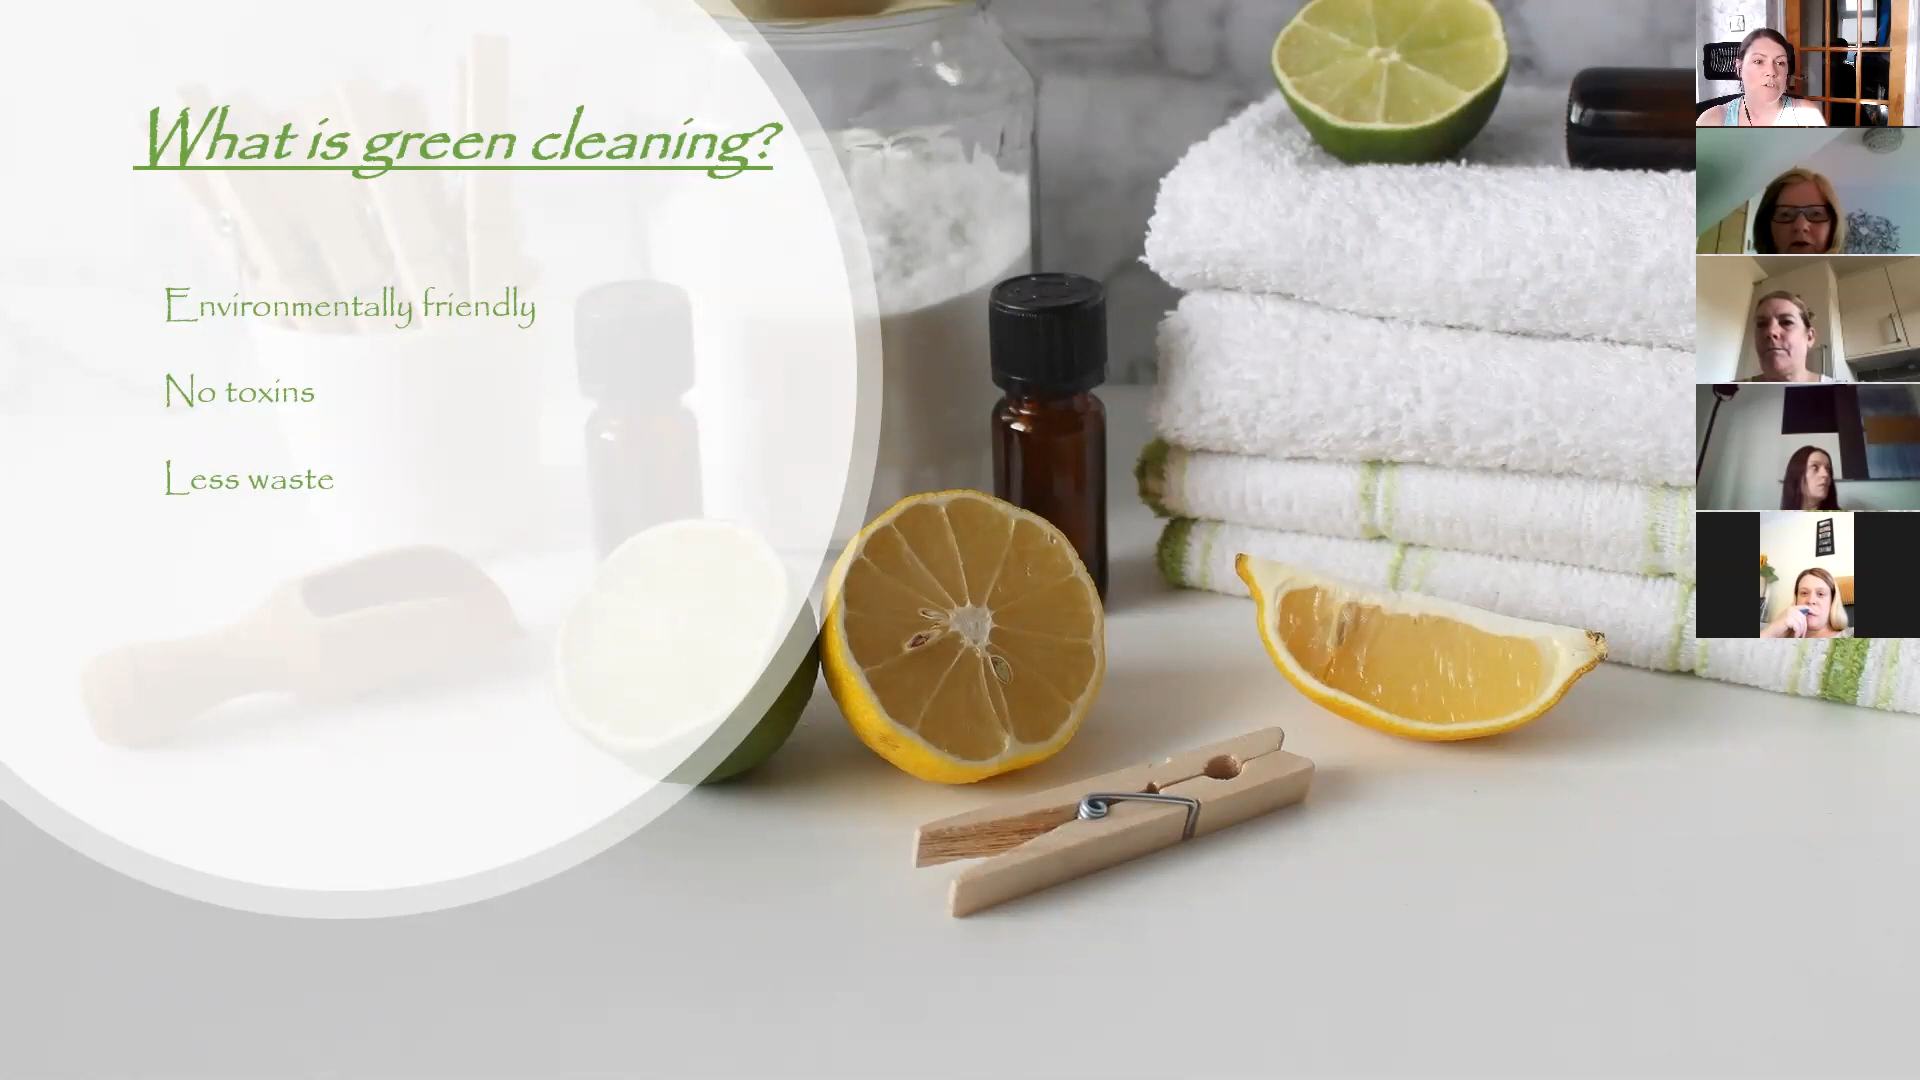 What is green cleaning?
Environmentally friendly
No toxins
Less waste